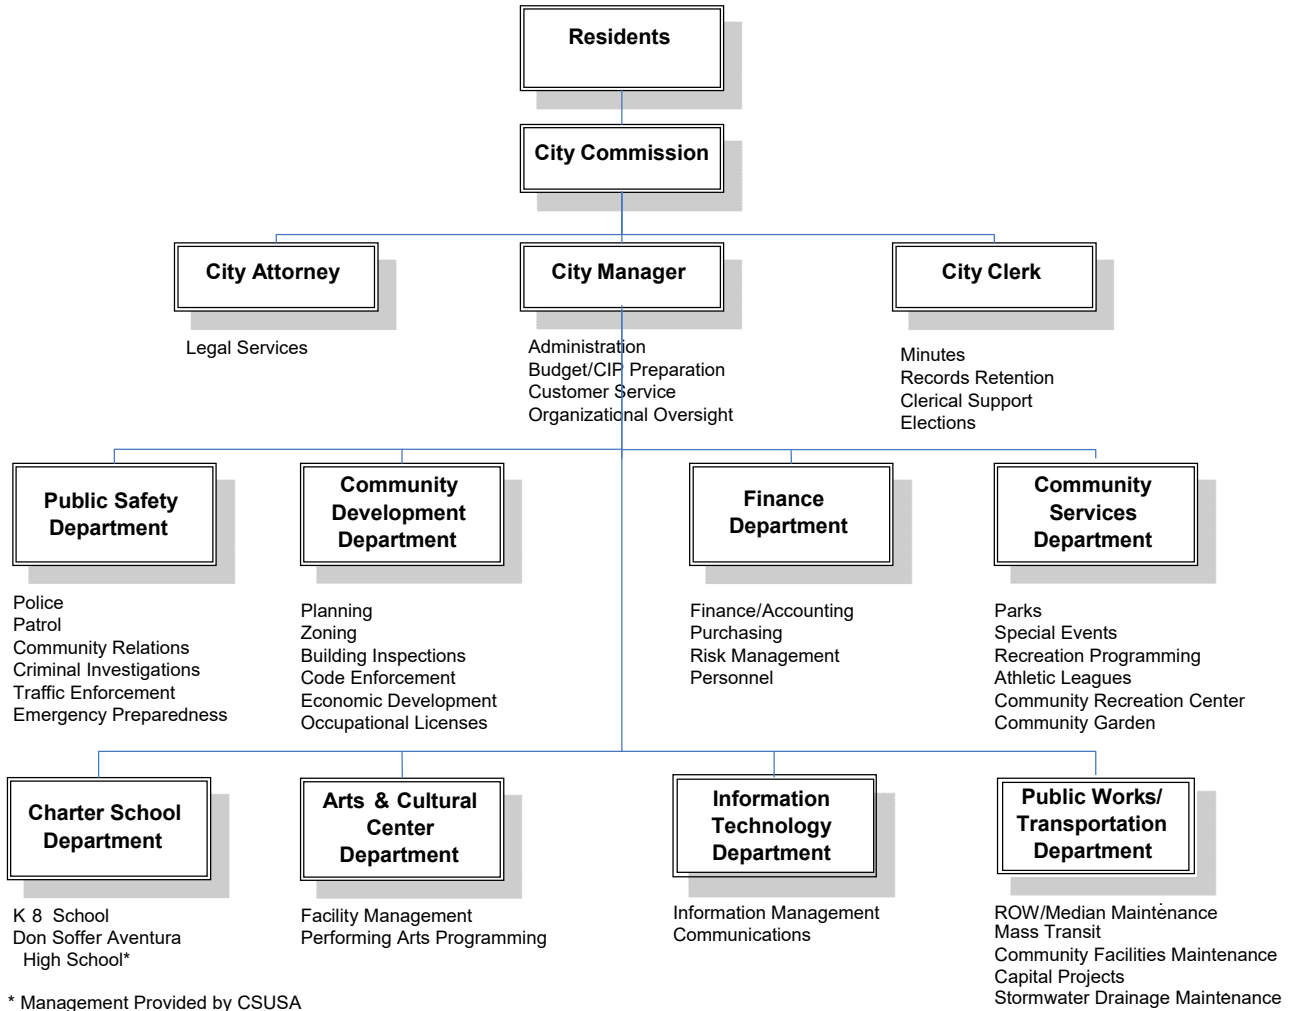 Residents
City Commission
City Attorney
City Manager
City Clerk
Legal Services
Administration
Budget/CIP Preparation
Customer Service
Organizational Oversight
Minutes
Records Retention
Clerical Support
Elections
Public Safety
Department
Community
Development
Department
Finance
Department
Community
Services
Department
Police
Patrol
Community Relations
Criminal Investigations
Traffic Enforcement
Emergency Preparedness
Planning
Zoning
Building Inspections
Code Enforcement
Economic Development
Occupational Licenses
Finance/Accounting
Purchasing
Risk Management
Personnel
Parks
Special Events
Recreation Programming
Athletic Leagues
Community Recreation Center
Community Garden
Charter School
Department
Arts & Cultural
Center
Department
Information
Technology
Department
Public Works/
Transportation
Department
K 8 School
Don Soffer Aventura
High School*
Facility Management
Performing Arts Programming
Information Management
Communications
ROW/Median Maintenance
Mass Transit
Community Facilities Maintenance
Capital Projects
Stormwater Drainage Maintenance
* Management Provided by CSUSA